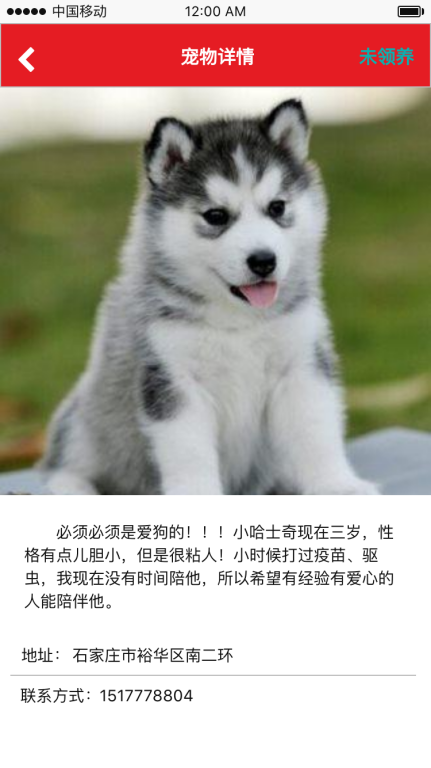 中国移动 12:00 AM
宠物详情 未领养
必须必须是爱狗的！！！小哈士奇现在三岁，性
格有点儿胆小，但是很粘人！小时候打过疫苗、驱
虫，我现在没有时间陪他，所以希望有经验有爱心的
人能陪伴他。
地址： 石家庄市裕华区南二环
联系方式：1517778804